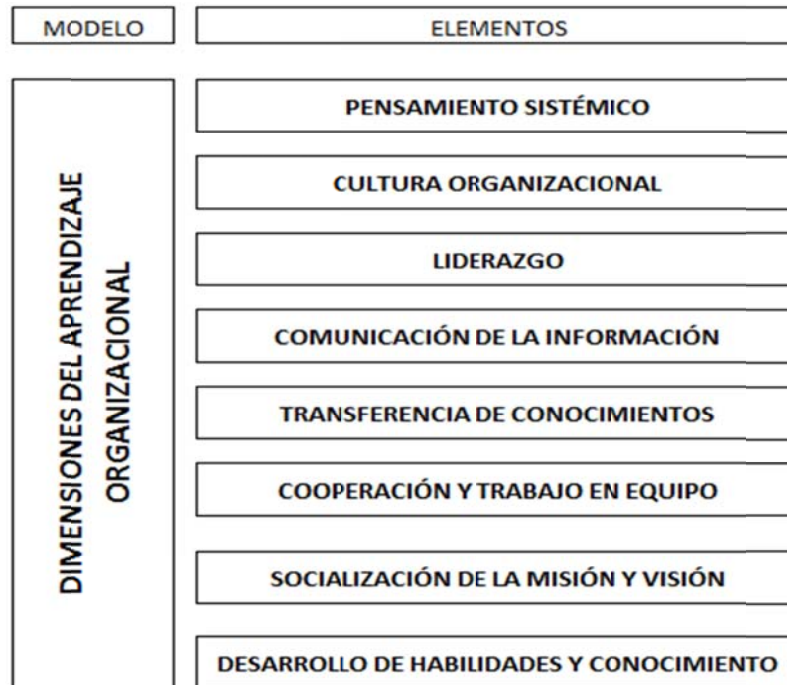 MODELO
ELEMENTOS
DIMENSIONES DEL APRENDIZAJE
ORGANIZACIONAL
PENSAMIENTO SISTÉMICO
CULTURA ORGANIZACIONAL
LIDERAZGO
COMUNICACIÓN DE LA INFORMACIÓN
TRANSFERENCIA DE CONOCIMIENTOS
COOPERACIÓN Y TRABAJO EN EQUIPO
SOCIALIZACIÓN DE LA MISIÓN Y VISIÓN
DESARROLLO DE HABILIDADES Y CONOCIMIENTO